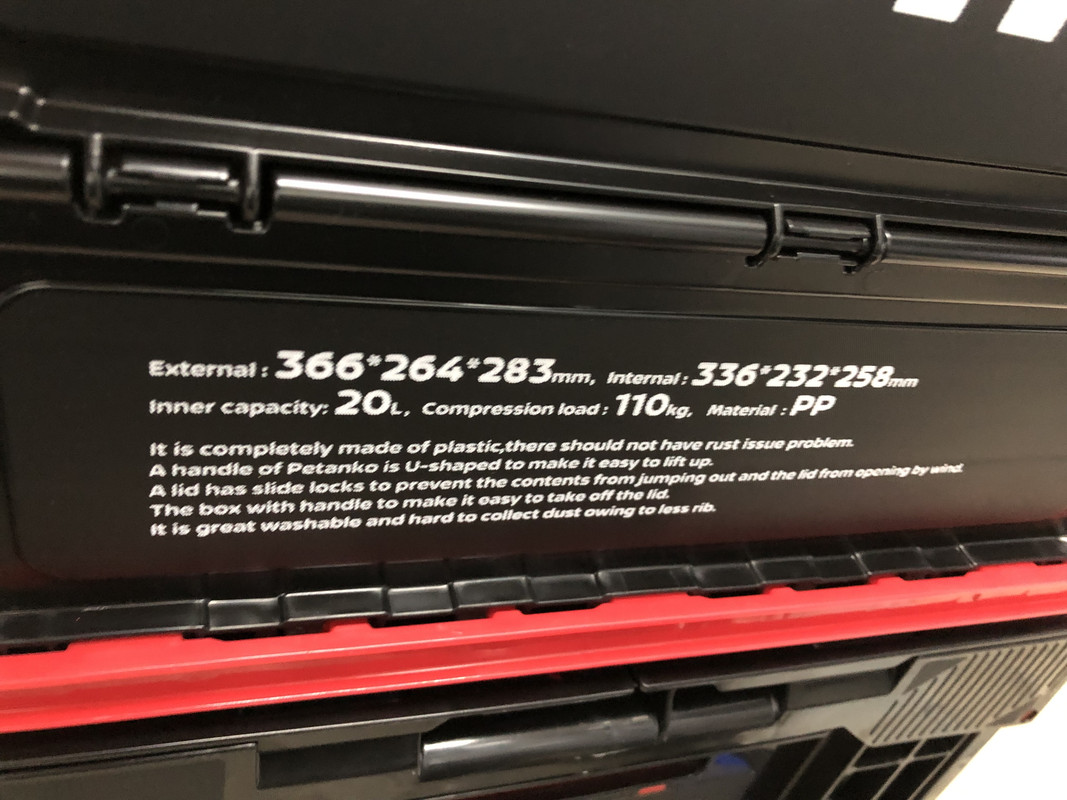 External : 366*264*283mm, Internal : 336*232*258mm
Inner capacity: 20L, Compression load : 110kg, Material : PP
It is completely made of plastic,there should not have rust issue problem.
A handle of Petanko is U-shaped to make it easy to lift up.
A lid has slide locks to prevent the contents from jumping out and the lid from opening by wind.
The box with handle to make it easy to take off the lid.
It is great washable and hard to collect dust owing to less rib.